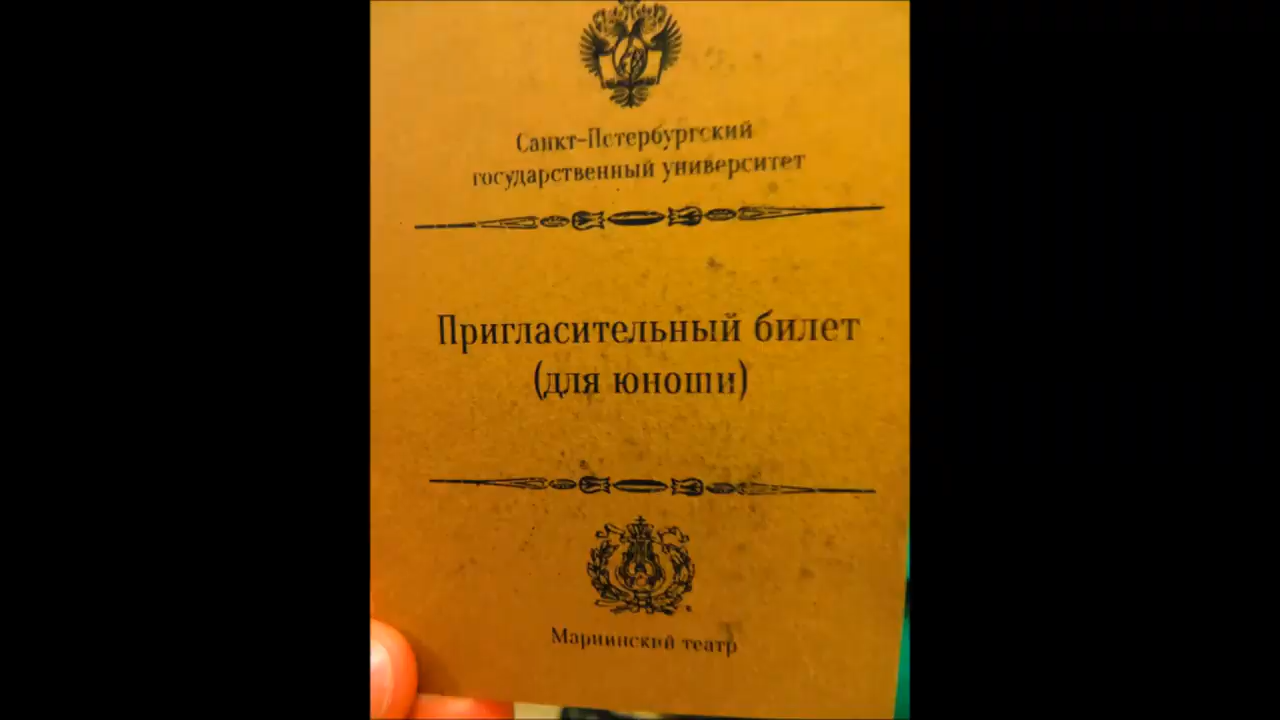 Санкт-Петербургский
государственный университет
Пригласительный билет
(для юноши)
Мариинский театр